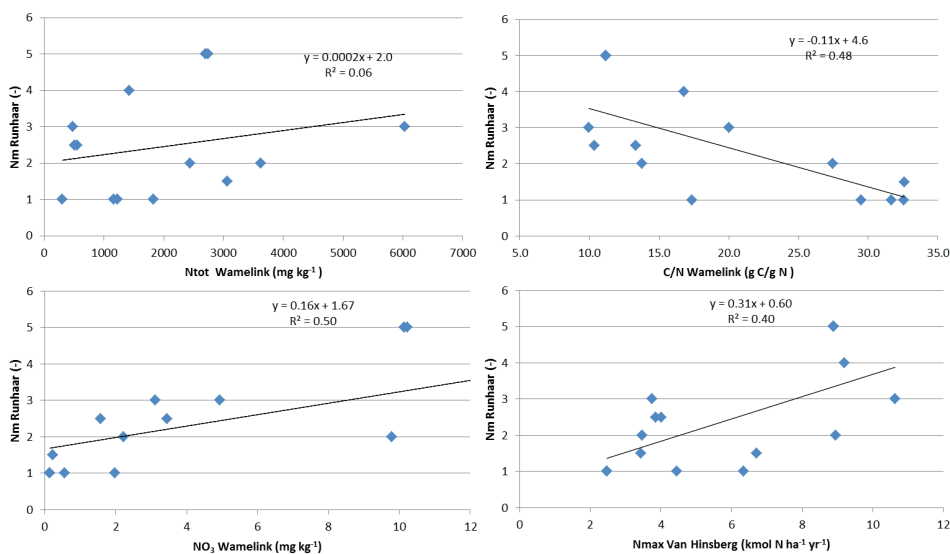 6
5
4
3
2
1
0
Nm Runhaar (-)
y = 0.0002x + 2.0
R² = 0.06
0 1000 2000 3000 4000 5000 6000 7000
Ntot Wamelink (mg kg⁻¹)
6
5
4
3
2
1
0
Nm Runhaar (-)
y = -0.11x + 4.6
R² = 0.48
5.0 10.0 15.0 20.0 25.0 30.0 35.0
C/N Wamelink (g C/g N )
6
5
4
3
2
1
0
Nm Runhaar (-)
y = 0.16x + 1.67
R² = 0.50
0 2 4 6 8 10 12
NO₃ Wamelink (mg kg⁻¹)
6
5
4
3
2
1
0
Nm Runhaar (-)
y = 0.31x + 0.60
R² = 0.40
0 2 4 6 8 10 12
Nmax Van Hinsberg (kmol N ha⁻¹ yr⁻¹)